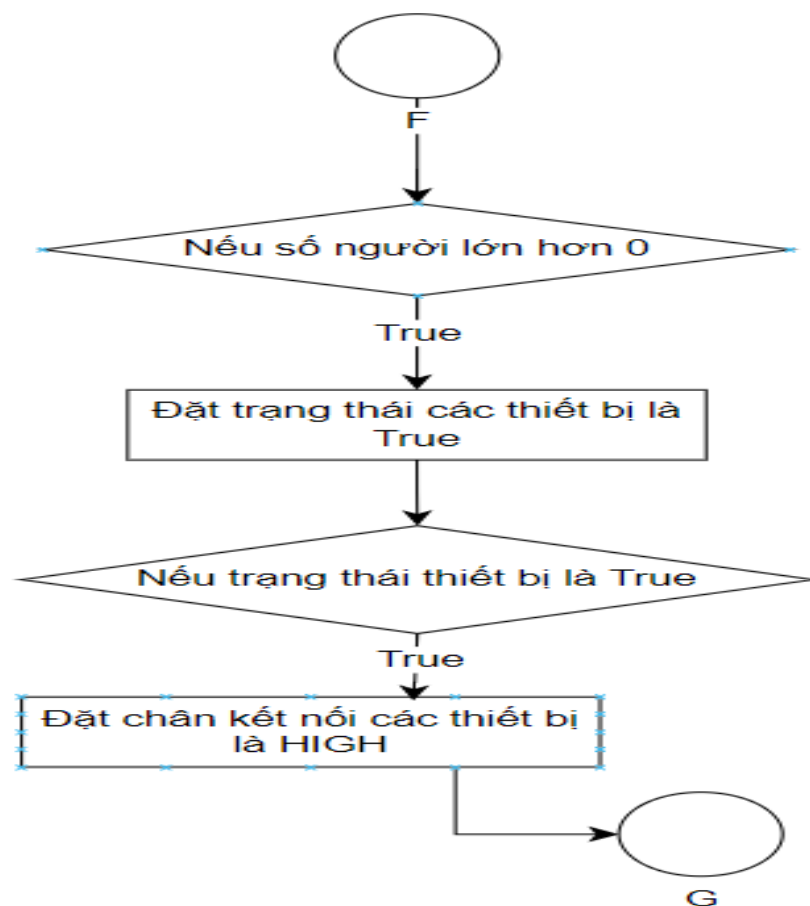 F
Nếu số người lớn hơn 0
True
Đặt trạng thái các thiết bị là
True
Nếu trạng thái thiết bị là True
True
Đặt chân kết nối các thiết bị
là HIGH
G